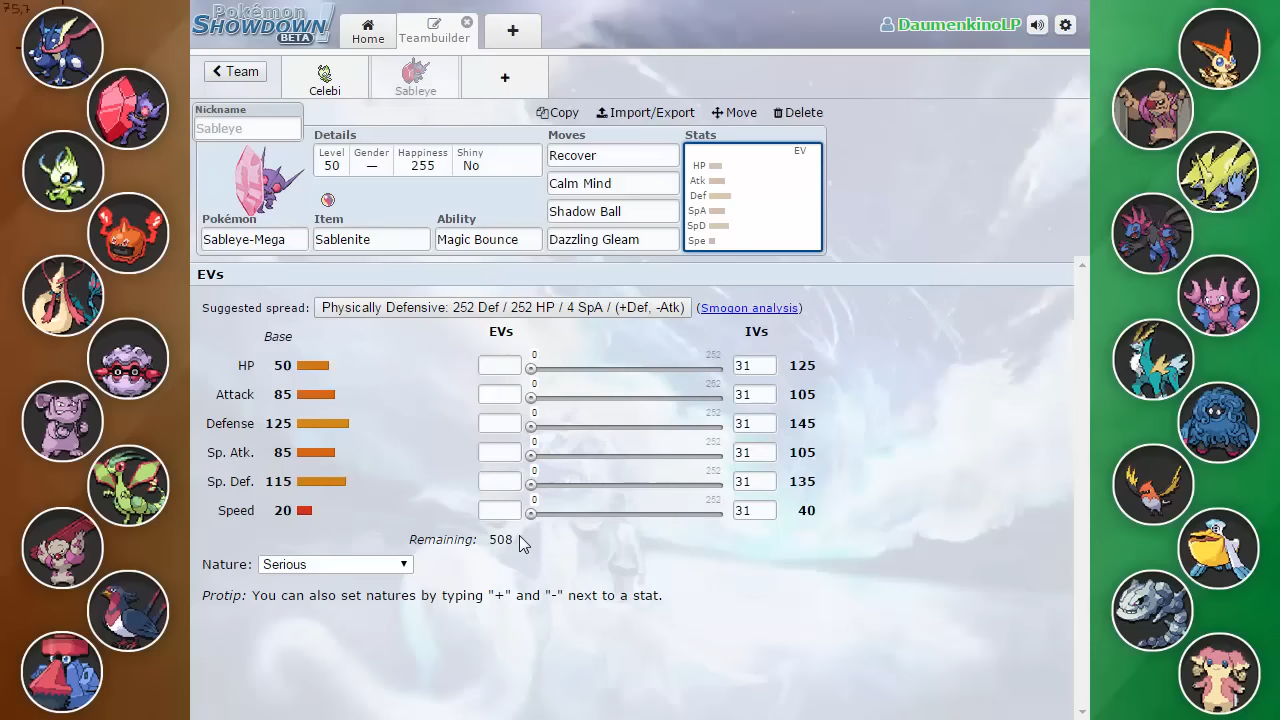 75,7
Pokémon
SHOWDOWN
BETA
Home
Teambuilder
+
DaumenkinoLP
Team
Celebi
Sableye
+
Nickname
Sableye
Copy
Import/Export
Move
Delete
Details
Level
50
Gender
—
Happiness
255
Shiny
No
Pokémon
Sableye-Mega
Item
Sablenite
Ability
Magic Bounce
Moves
Recover
Calm Mind
Shadow Ball
Dazzling Gleam
Stats
EV
HP
Atk
Def
SpA
SpD
Spe
EVs
Suggested spread: Physically Defensive: 252 Def / 252 HP / 4 SpA / (+Def, -Atk) (Smogon analysis)
Base EVs IVs
HP 50 0 252 31 125
Attack 85 0 252 31 105
Defense 125 0 252 31 145
Sp. Atk. 85 0 252 31 105
Sp. Def. 115 0 252 31 135
Speed 20 0 252 31 40
Remaining: 508
Nature: Serious
Protip: You can also set natures by typing "+" and "-" next to a stat.